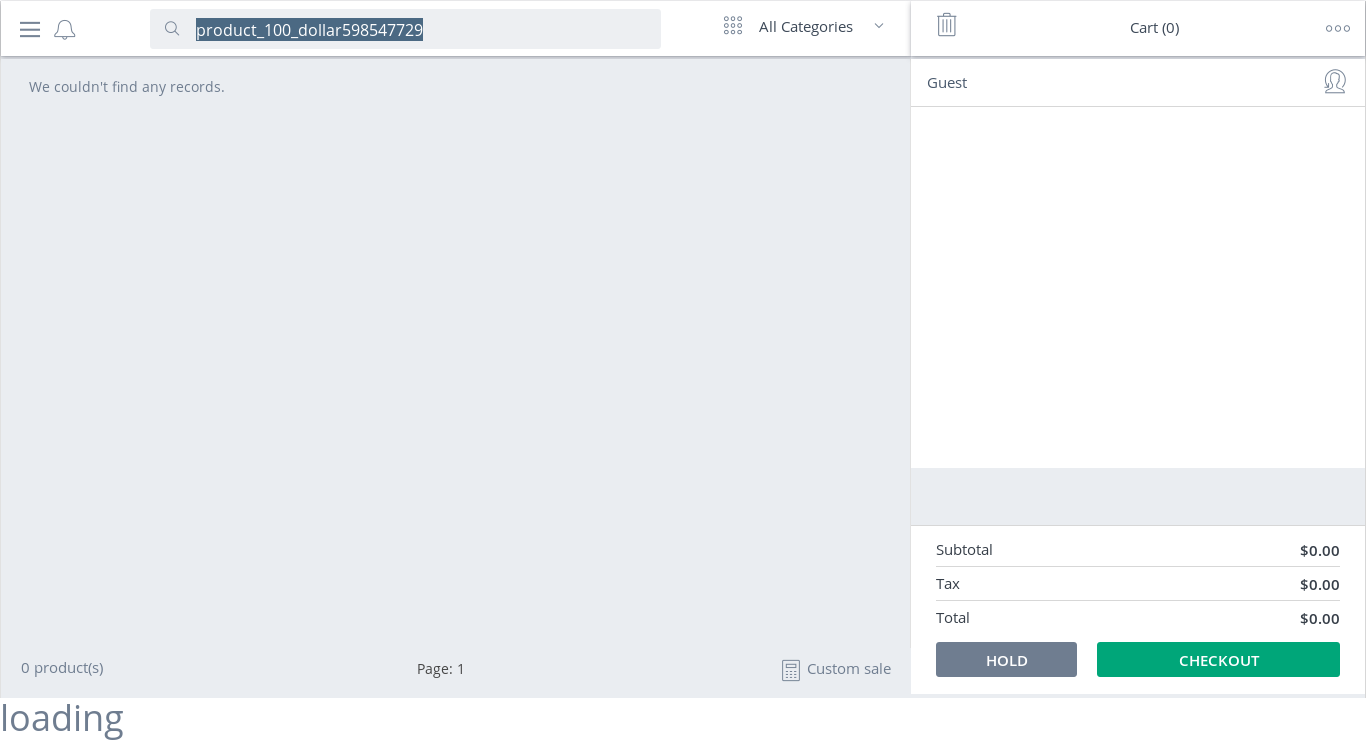 product_100_dollar598547729
All Categories
Cart (0)
We couldn't find any records.
Guest
Subtotal $0.00
Tax $0.00
Total $0.00
HOLD CHECKOUT
0 product(s) Page: 1 Custom sale
loading